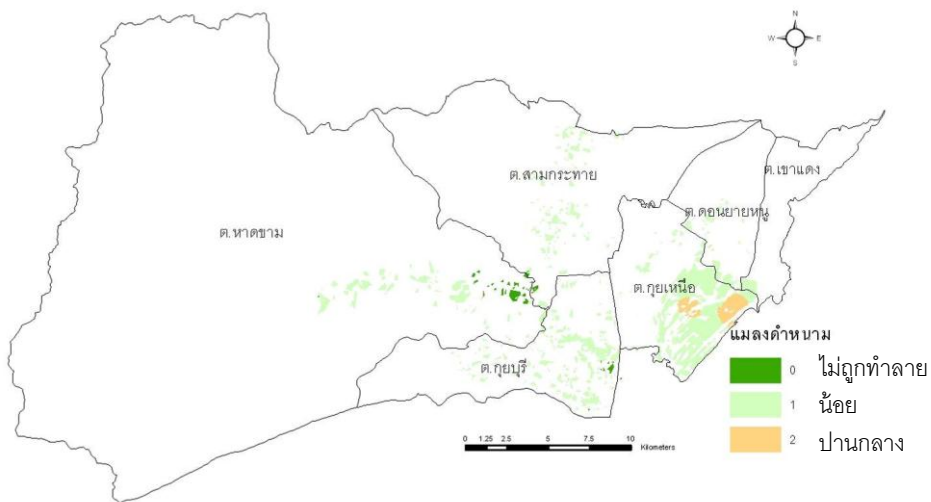 N
W E
S
ต.สามกระทาย
ต.เขาแดง
ต.ดอนยายหนู
ต.หาดขาม
ต.กุยเหนือ
ต.กุยบุรี
แมลงดำหนาม
0 ไม่ถูกทำลาย
1 น้อย
2 ปานกลาง
0 1.25 2.5 5 7.5 10
Kilometers